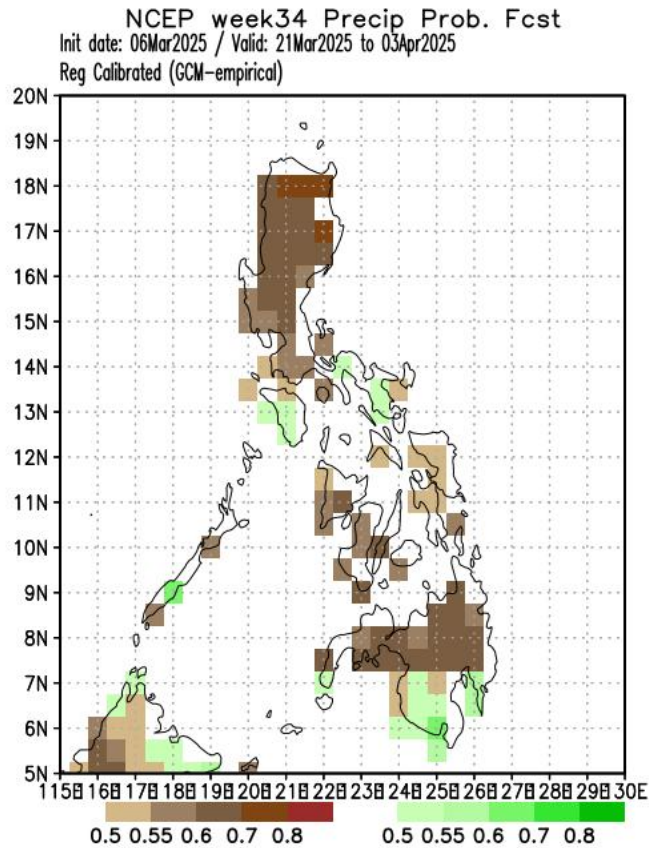 NCEP week34 Precip Prob. Fcst
Init date: 06Mar2025 / Valid: 21Mar2025 to 03Apr2025
Reg Calibrated (GCM-empirical)
20N
19N
18N
17N
16N
15N
14N
13N
12N
11N
10N
9N
8N
7N
6N
5N
115E 116E 117E 118E 119E 120E 121E 122E 123E 124E 125E 126E 127E 128E 129E 130E
0.5 0.55 0.6 0.7 0.8 0.5 0.55 0.6 0.7 0.8